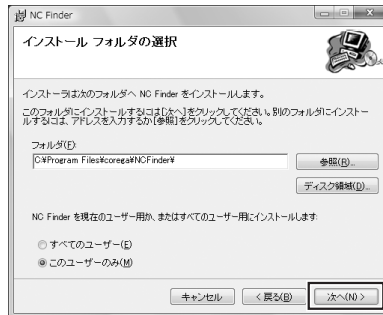 NC Finder
インストール フォルダの選択
インストーラは次のフォルダへ NC Finder をインストールします。
このフォルダにインストールするには[次へ]をクリックしてください。別のフォルダにインストー
ルするには、アドレスを入力するか[参照]をクリックしてください。
フォルダ(F):
C:¥Program Files¥corega¥NCFinder¥
参照(R)...
ディスク領域(D)...
NC Finder を現在のユーザー用か、またはすべてのユーザー用にインストールします:
すべてのユーザー(E)
このユーザーのみ(M)
キャンセル
< 戻る(B)
次へ(N) >